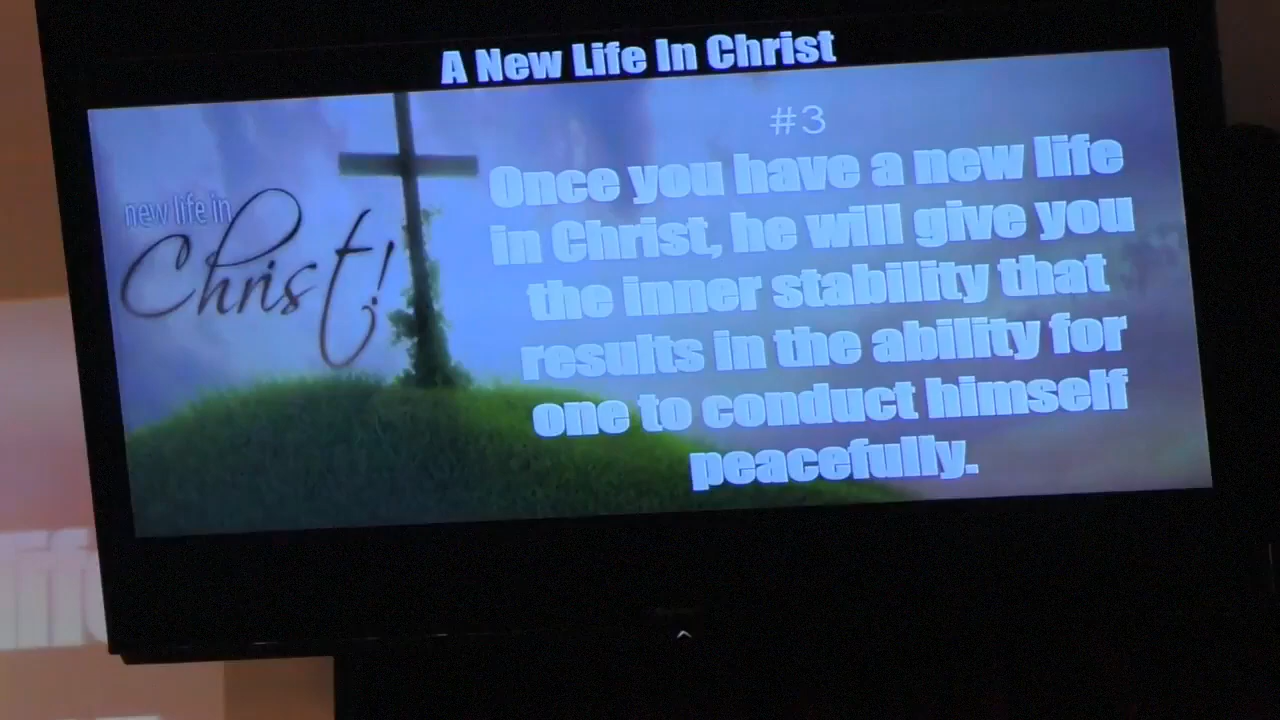 A New Life In Christ
#3
new life in
Christ!
Once you have a new life
in Christ, he will give you
the inner stability that
results in the ability for
one to conduct himself
peacefully.